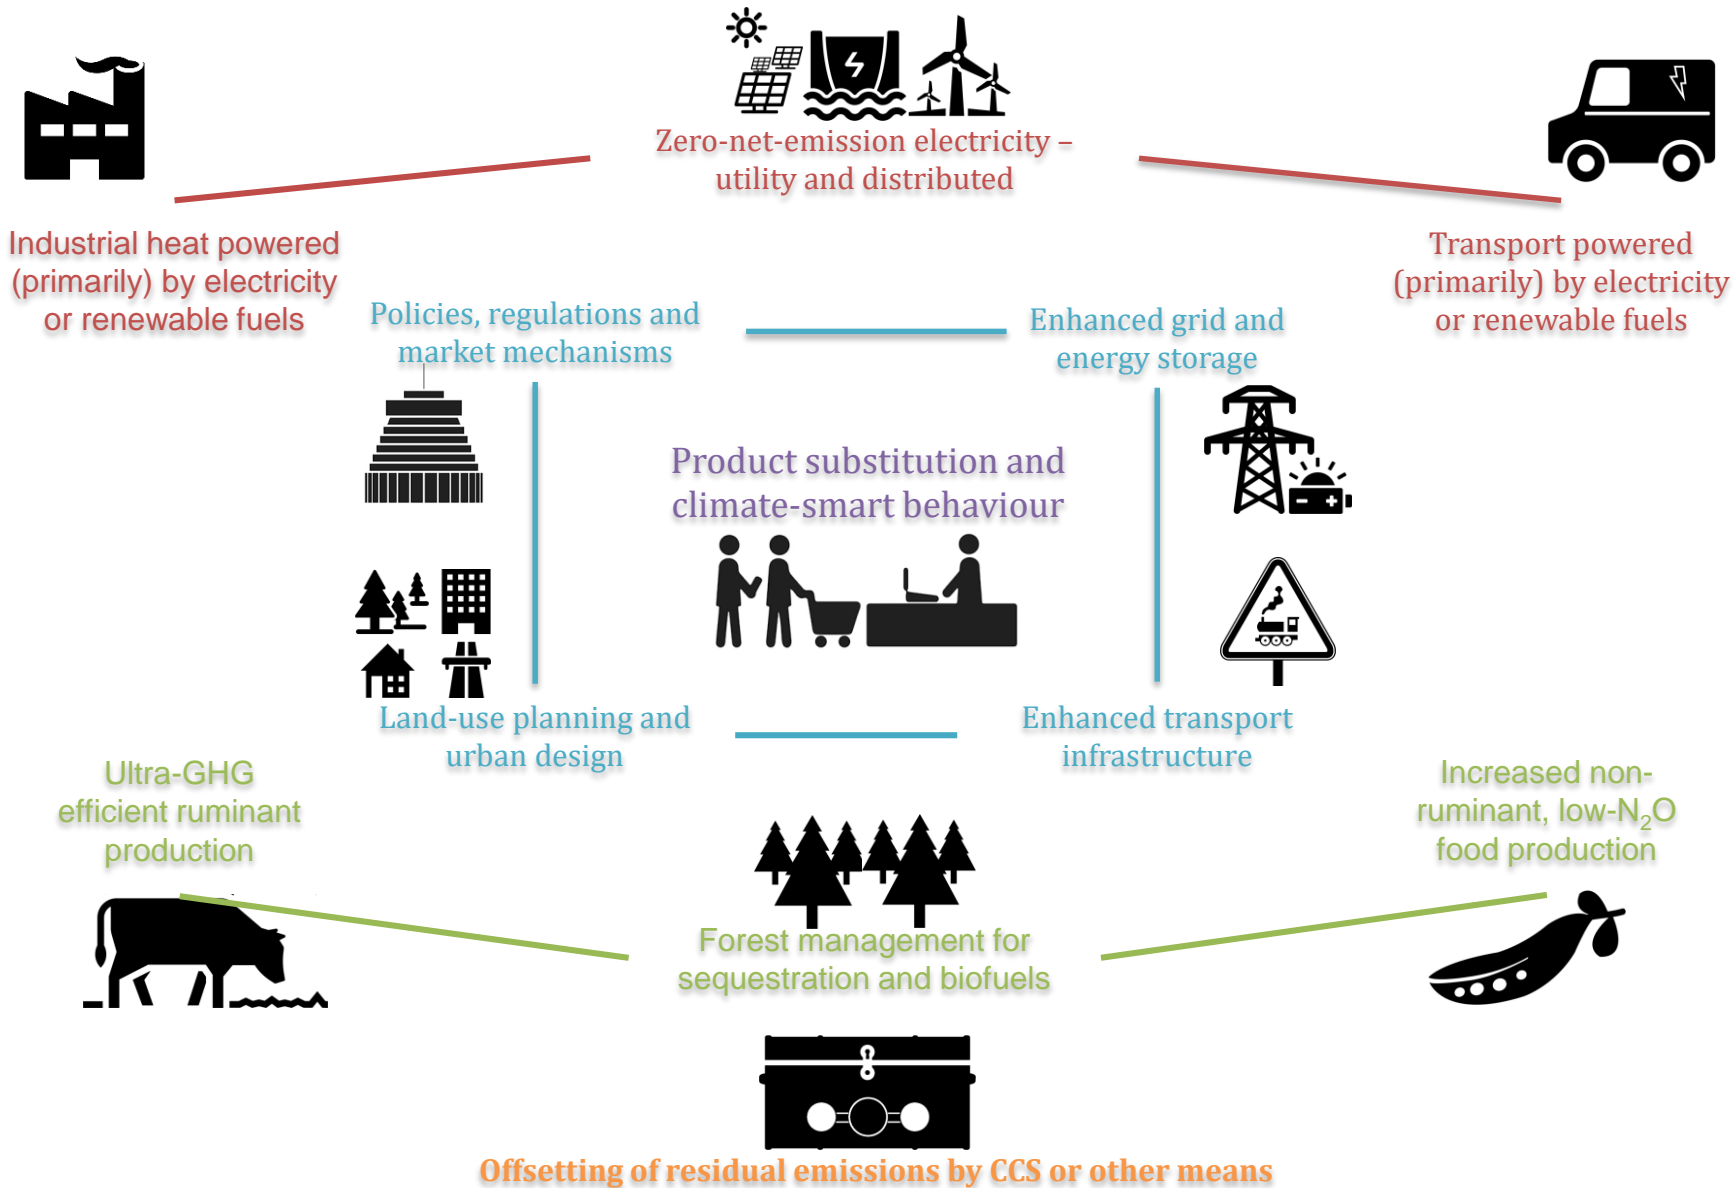 Zero-net-emission electricity –
utility and distributed
Industrial heat powered
(primarily) by electricity
or renewable fuels
Transport powered
(primarily) by electricity
or renewable fuels
Policies, regulations and
market mechanisms
Enhanced grid and
energy storage
Product substitution and
climate-smart behaviour
Land-use planning and
urban design
Enhanced transport
infrastructure
Ultra-GHG
efficient ruminant
production
Increased non-
ruminant, low-N₂O
food production
Forest management for
sequestration and biofuels
Offsetting of residual emissions by CCS or other means